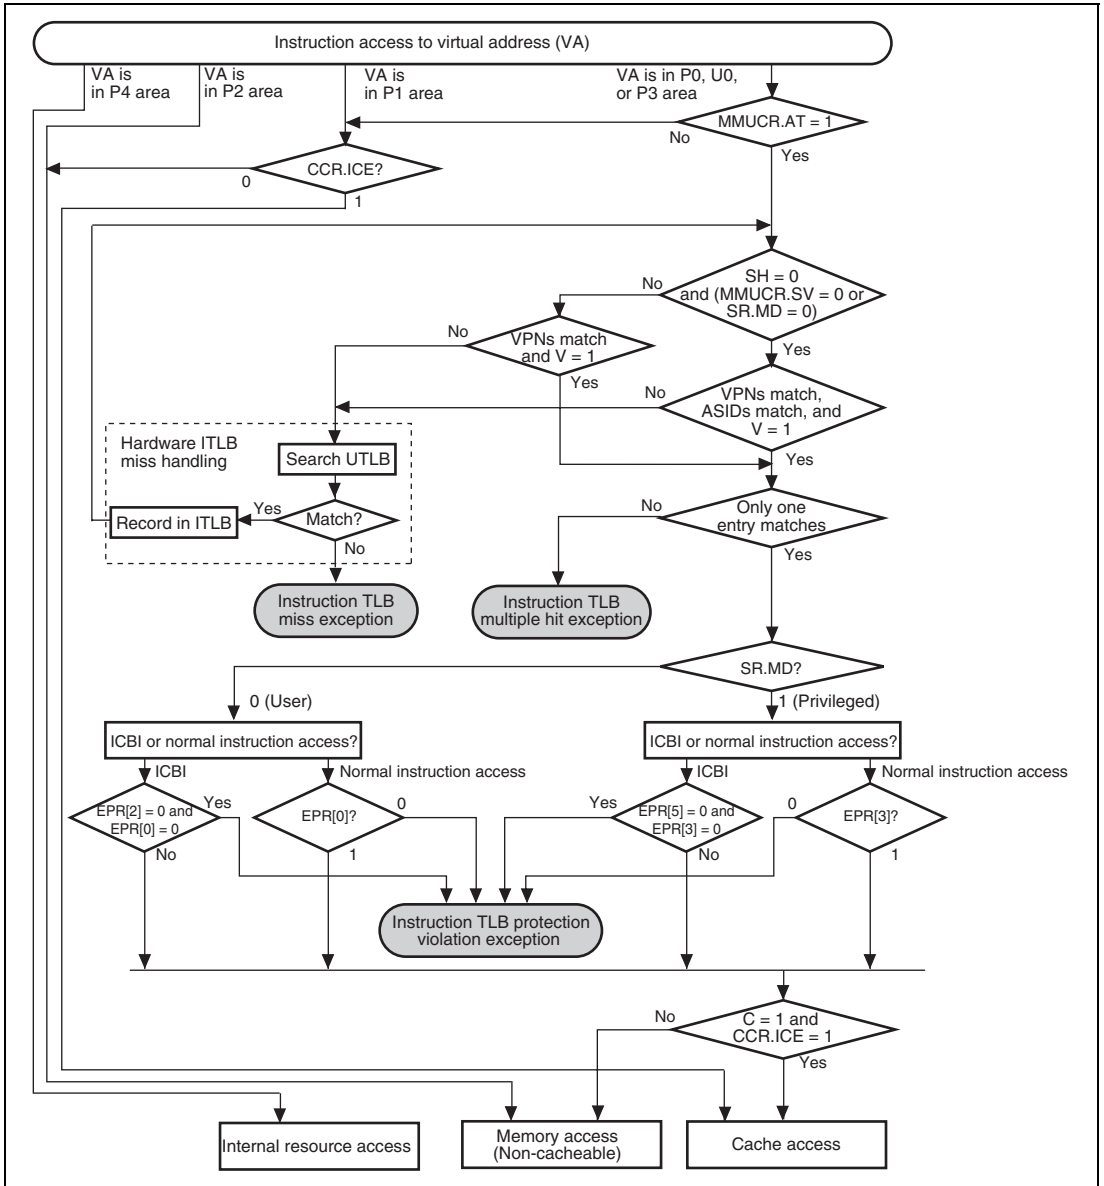 Instruction access to virtual address (VA)
VA is
in P4 area
VA is
in P2 area
VA is
in P1 area
VA is in P0, U0,
or P3 area
MMUCR.AT = 1
No
Yes
CCR.ICE?
0
1
SH = 0
and (MMUCR.SV = 0 or
SR.MD = 0)
No
Yes
VPNs match
and V = 1
No
Yes
VPNs match,
ASIDs match, and
V = 1
No
Yes
Hardware ITLB
miss handling
Search UTLB
Match?
Yes
No
Record in ITLB
Only one
entry matches
No
Yes
Instruction TLB
miss exception
Instruction TLB
multiple hit exception
SR.MD?
0 (User)
1 (Privileged)
ICBI or normal instruction access?
ICBI or normal instruction access?
ICBI
Normal instruction access
ICBI
Normal instruction access
EPR[2] = 0 and
EPR[0] = 0
Yes
No
EPR[0]?
0
1
EPR[5] = 0 and
EPR[3] = 0
Yes
No
EPR[3]?
0
1
Instruction TLB protection
violation exception
C = 1 and
CCR.ICE = 1
No
Yes
Internal resource access
Memory access
(Non-cacheable)
Cache access